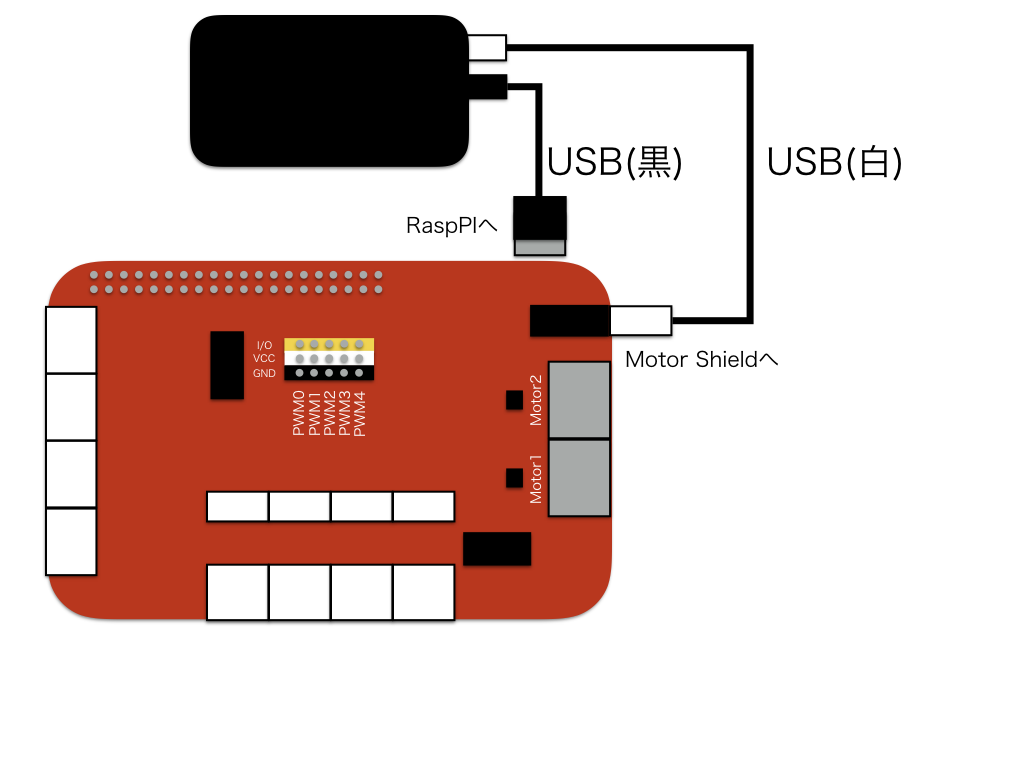 USB(黒)
USB(白)
RaspPIへ
Motor Shieldへ
I/O
VCC
GND
PWM0
PWM1
PWM2
PWM3
PWM4
Motor2
Motor1